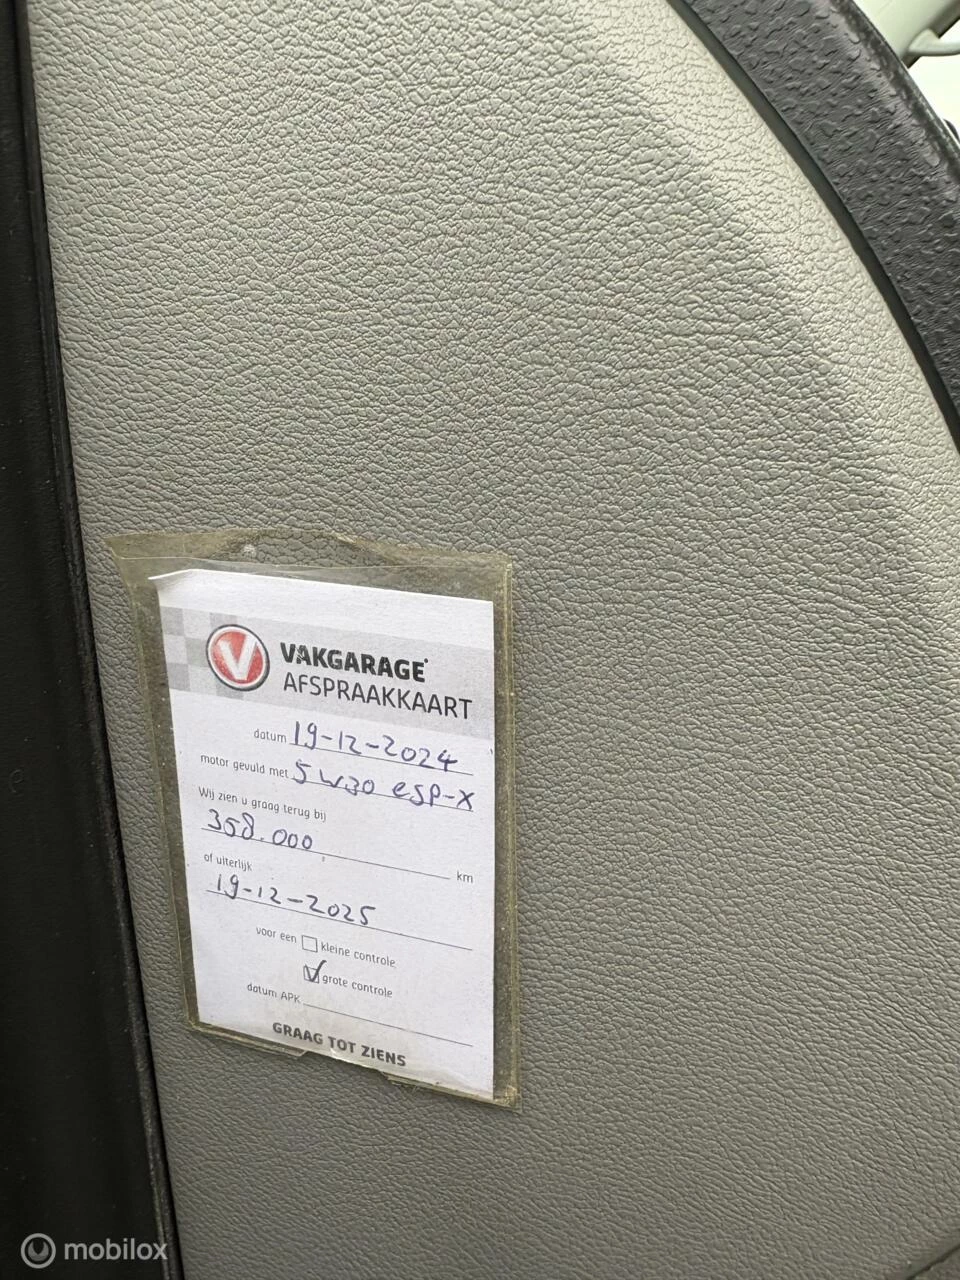 V VAKGARAGE®
AFSPRAAKKAART
datum 19-12-2024
motor gevuld met 5W30 esp-x
Wij zien u graag terug bij
358.000 km
of uiterlijk
19-12-2025
voor een kleine controle
grote controle
datum APK
GRAAG TOT ZIENS
mobilox